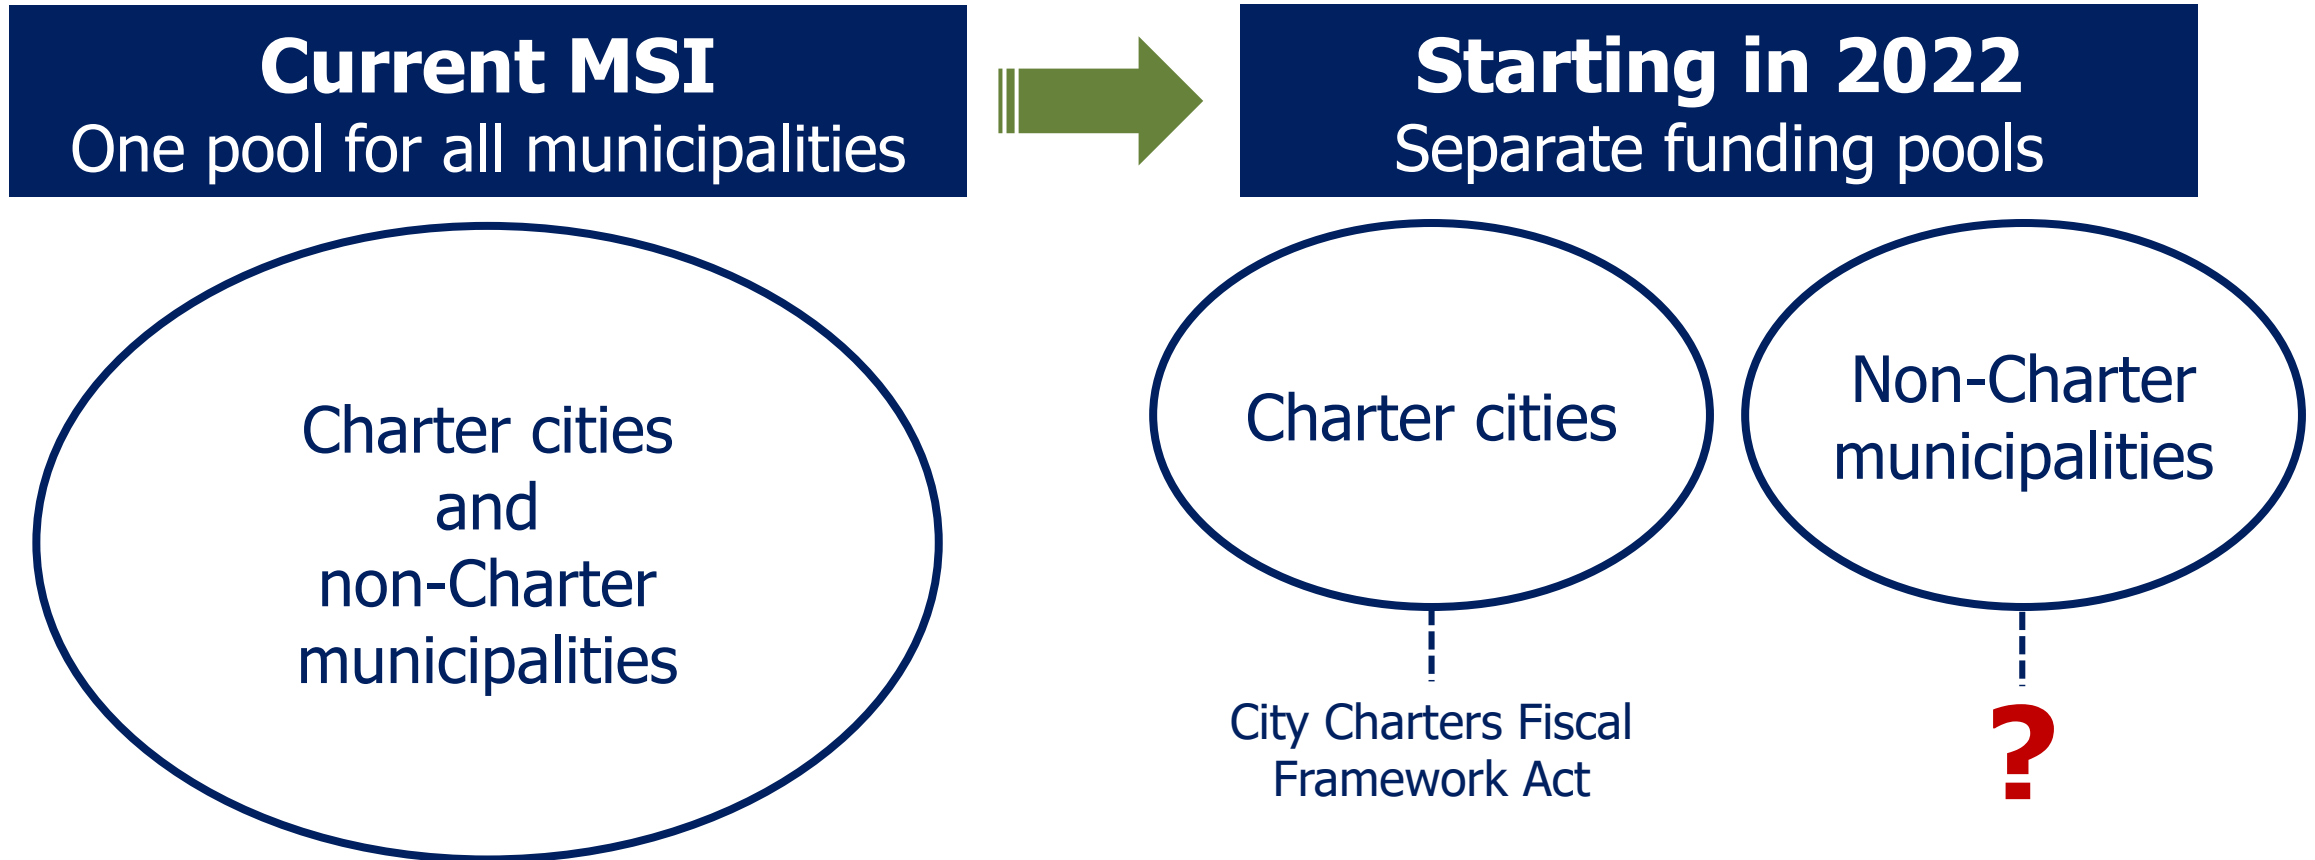 Current MSI
One pool for all municipalities
Starting in 2022
Separate funding pools
Charter cities
and
non-Charter
municipalities
Charter cities
Non-Charter
municipalities
City Charters Fiscal
Framework Act
?